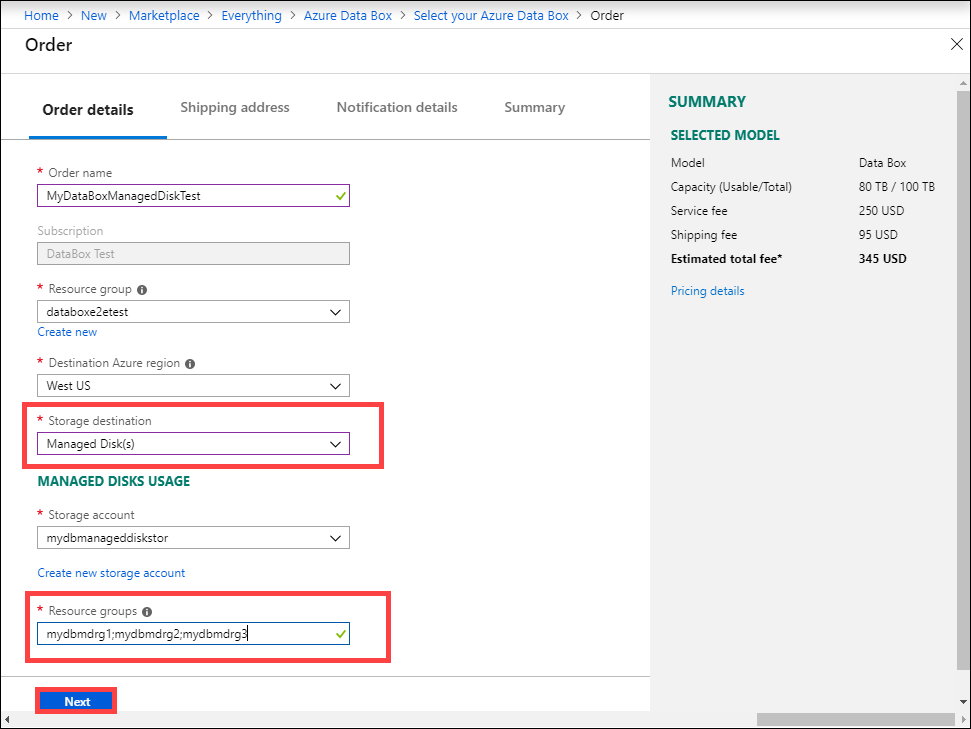 Home > New > Marketplace > Everything > Azure Data Box > Select your Azure Data Box > Order
Order
Order details
Shipping address
Notification details
Summary
* Order name
MyDataBoxManagedDiskTest
Subscription
DataBox Test
* Resource group
databoxe2etest
Create new
* Destination Azure region
West US
* Storage destination
Managed Disk(s)
MANAGED DISKS USAGE
* Storage account
mydbmanageddiskstor
Create new storage account
* Resource groups
mydbmdrg1;mydbmdrg2;mydbmdrg3
Next
SUMMARY
SELECTED MODEL
Model Data Box
Capacity (Usable/Total) 80 TB / 100 TB
Service fee 250 USD
Shipping fee 95 USD
Estimated total fee* 345 USD
Pricing details